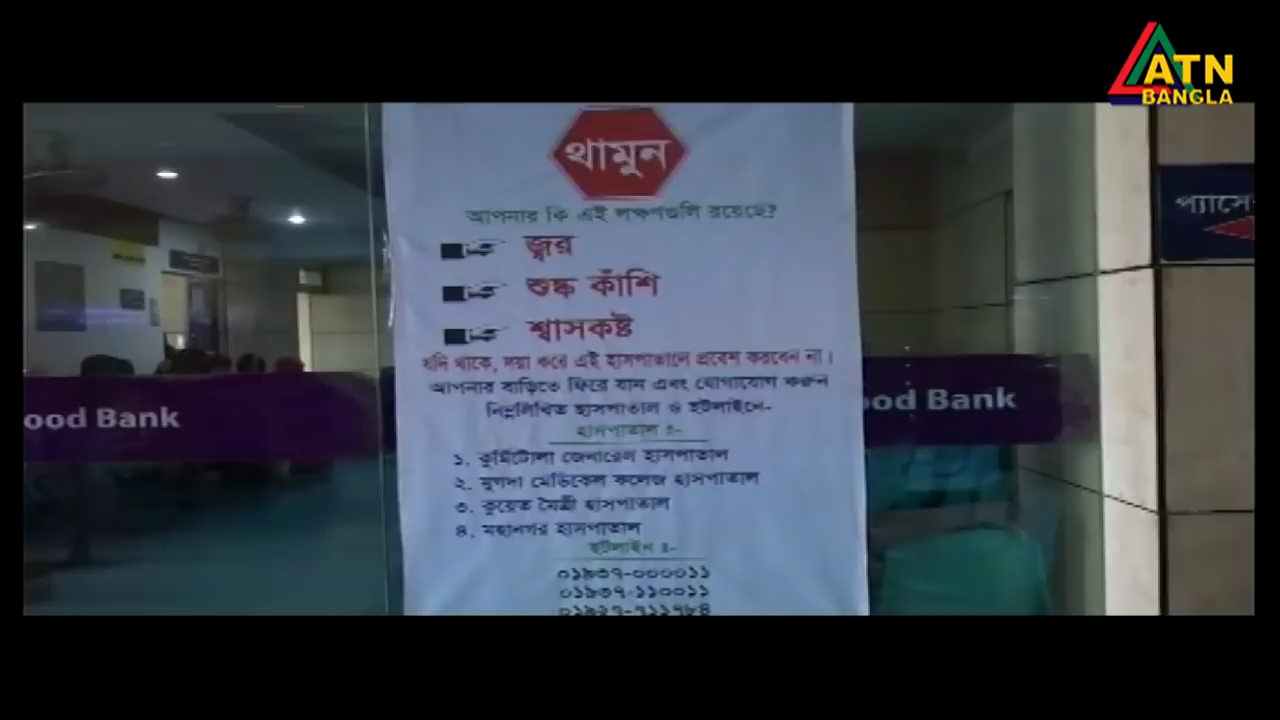 ATN
BANGLA
থামুন
আপনার কি এই লক্ষণগুলি রয়েছে?
জ্বর
শুষ্ক কাঁশি
শ্বাসকষ্ট
যদি থাকে, দয়া করে এই হাসপাতালে প্রবেশ করবেন না।
আপনার বাড়িতে ফিরে যান এবং যোগাযোগ করুন
নিম্নলিখিত হাসপাতাল ও হটলাইনে-
হাসপাতাল ঃ-
১. কুর্মিটোলা জেনারেল হাসপাতাল
২. মুগদা মেডিকেল কলেজ হাসপাতাল
৩. কুয়েত মৈত্রী হাসপাতাল
৪. মহানগর হাসপাতাল
হটলাইন ঃ-
০১৯৩৭-০০০০১১
০১৯৩৭-১১০০১১
০১৯২৭-৭১১৭৮৪
ood Bank
ood Bank
প্যাসে